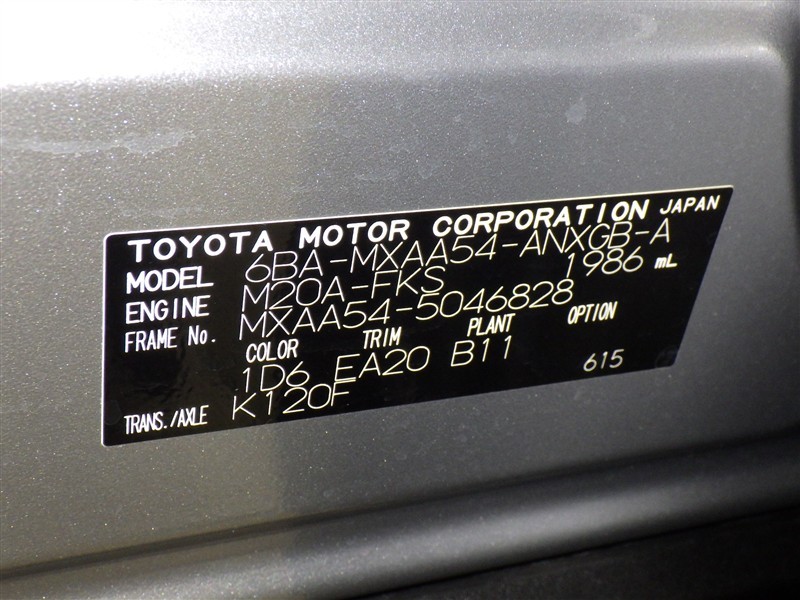 TOYOTA MOTOR CORPORATION JAPAN
MODEL 6BA-MXAA54-ANXGB-A
ENGINE M20A-FKS 1986 mL
FRAME No. MXAA54-5046828
COLOR TRIM PLANT OPTION
1D6 EA20 B11 615
TRANS./AXLE K120F